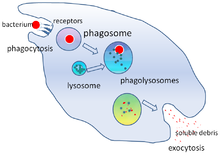 bacterium
receptors
phagosome
phagocytosis
phagolysosomes
lysosome
soluble debris
exocytosis